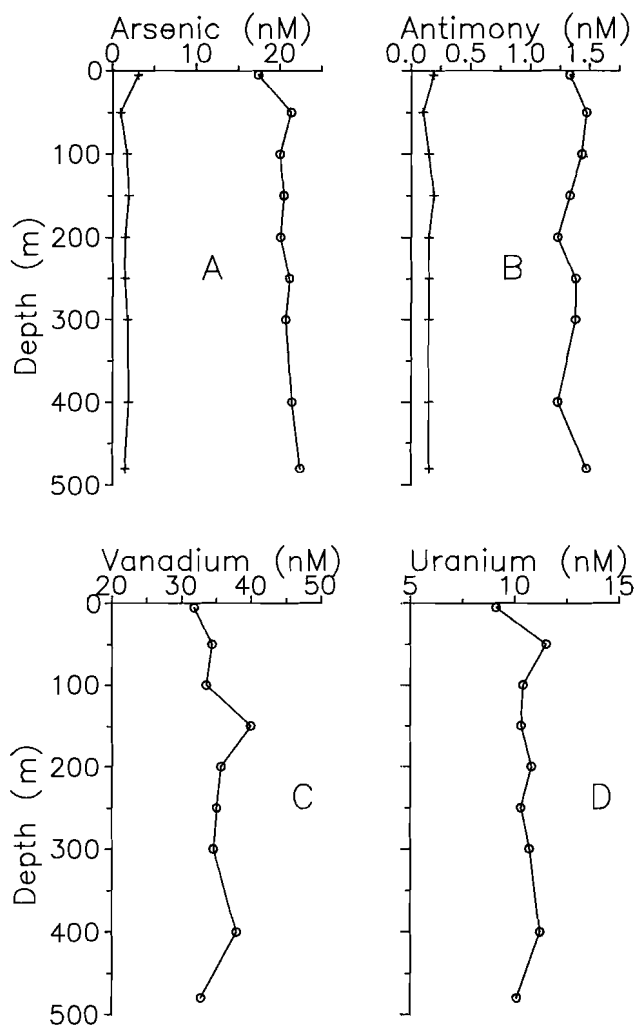 Arsenic (nM)
0 10 20
Antimony (nM)
0.0 0.5 1.0 1.5
0
100
200
300
400
500
Depth (m)
A
B
Vanadium (nM)
20 30 40 50
Uranium (nM)
5 10 15
0
100
200
300
400
500
Depth (m)
C
D